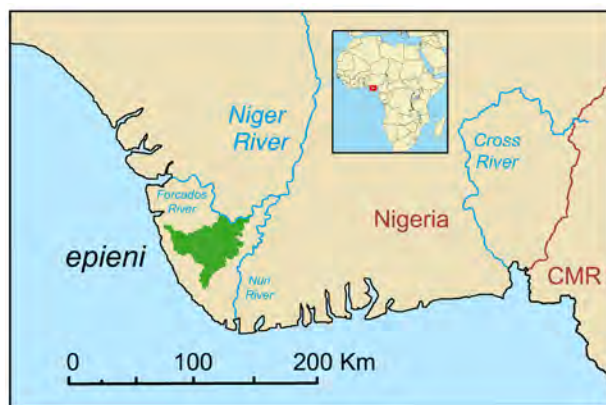 Niger
River
Cross
River
Forcados
River
Nigeria
epieni
CMR
Nun
River
0 100 200 Km